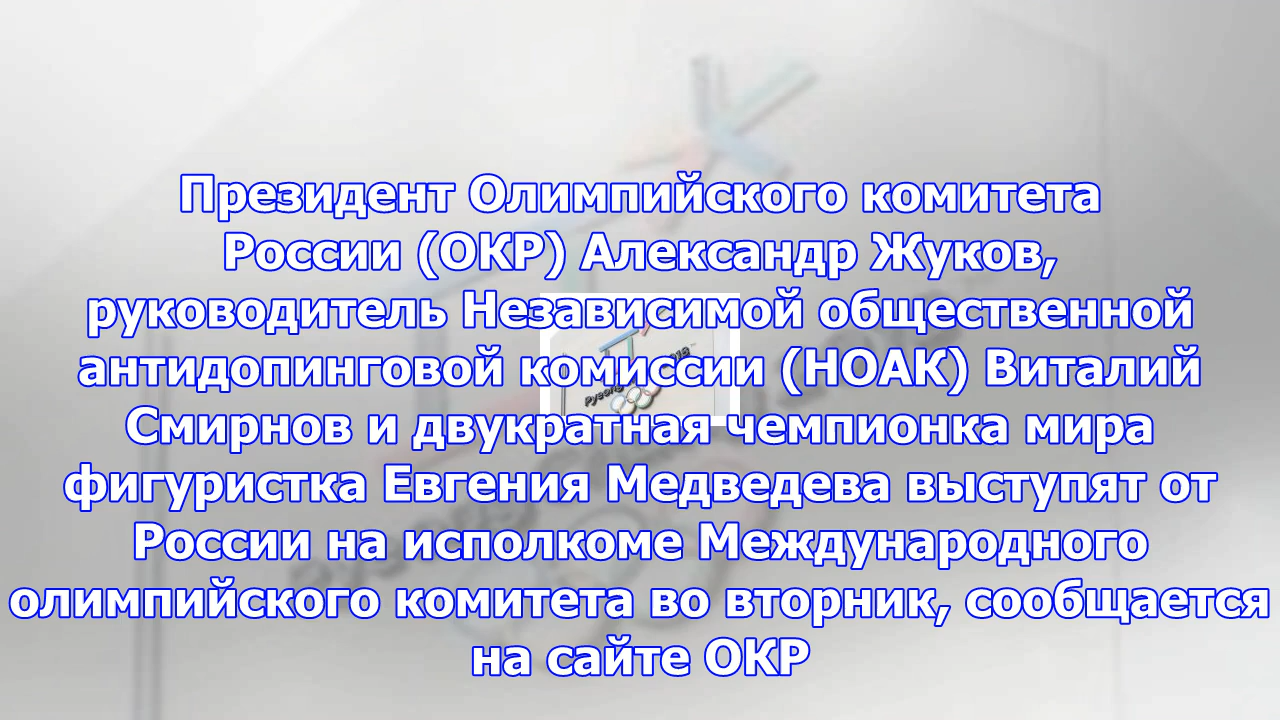 Президент Олимпийского комитета
России (ОКР) Александр Жуков,
руководитель Независимой общественной
антидопинговой комиссии (НОАК) Виталий
Смирнов и двукратная чемпионка мира
фигуристка Евгения Медведева выступят от
России на исполкоме Международного
олимпийского комитета во вторник, сообщается
на сайте ОКР